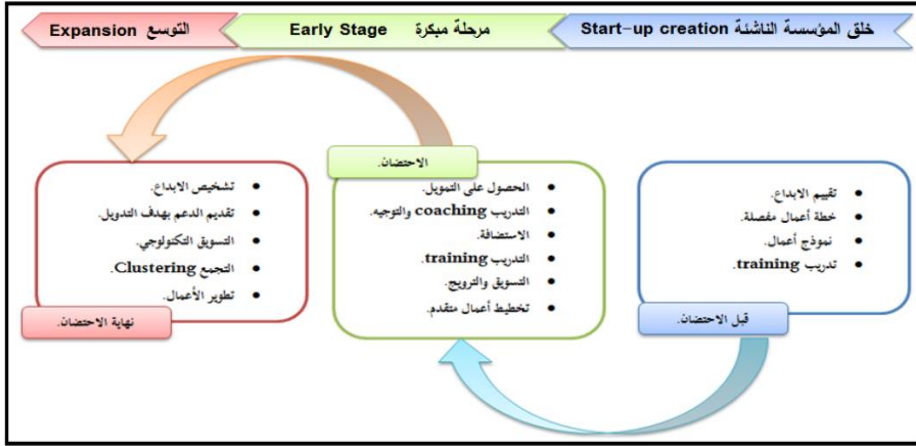 خلق المؤسسة الناشئة Start-up creation
مرحلة مبكرة Early Stage
التوسع Expansion
تقييم الابداع.
خطة أعمال مفصلة.
نموذج أعمال.
تدريب training.
قبل الاحتضان.
الاحتضان.
الحصول على التمويل.
التدريب coaching والتوجيه.
الاستضافة.
التدريب training.
التسويق والترويج.
تخطيط أعمال متقدم.
تشخيص الابداع.
تقديم الدعم بهدف التدويل.
التسويق التكنولوجي.
التجمع Clustering.
تطوير الأعمال.
نهاية الاحتضان.